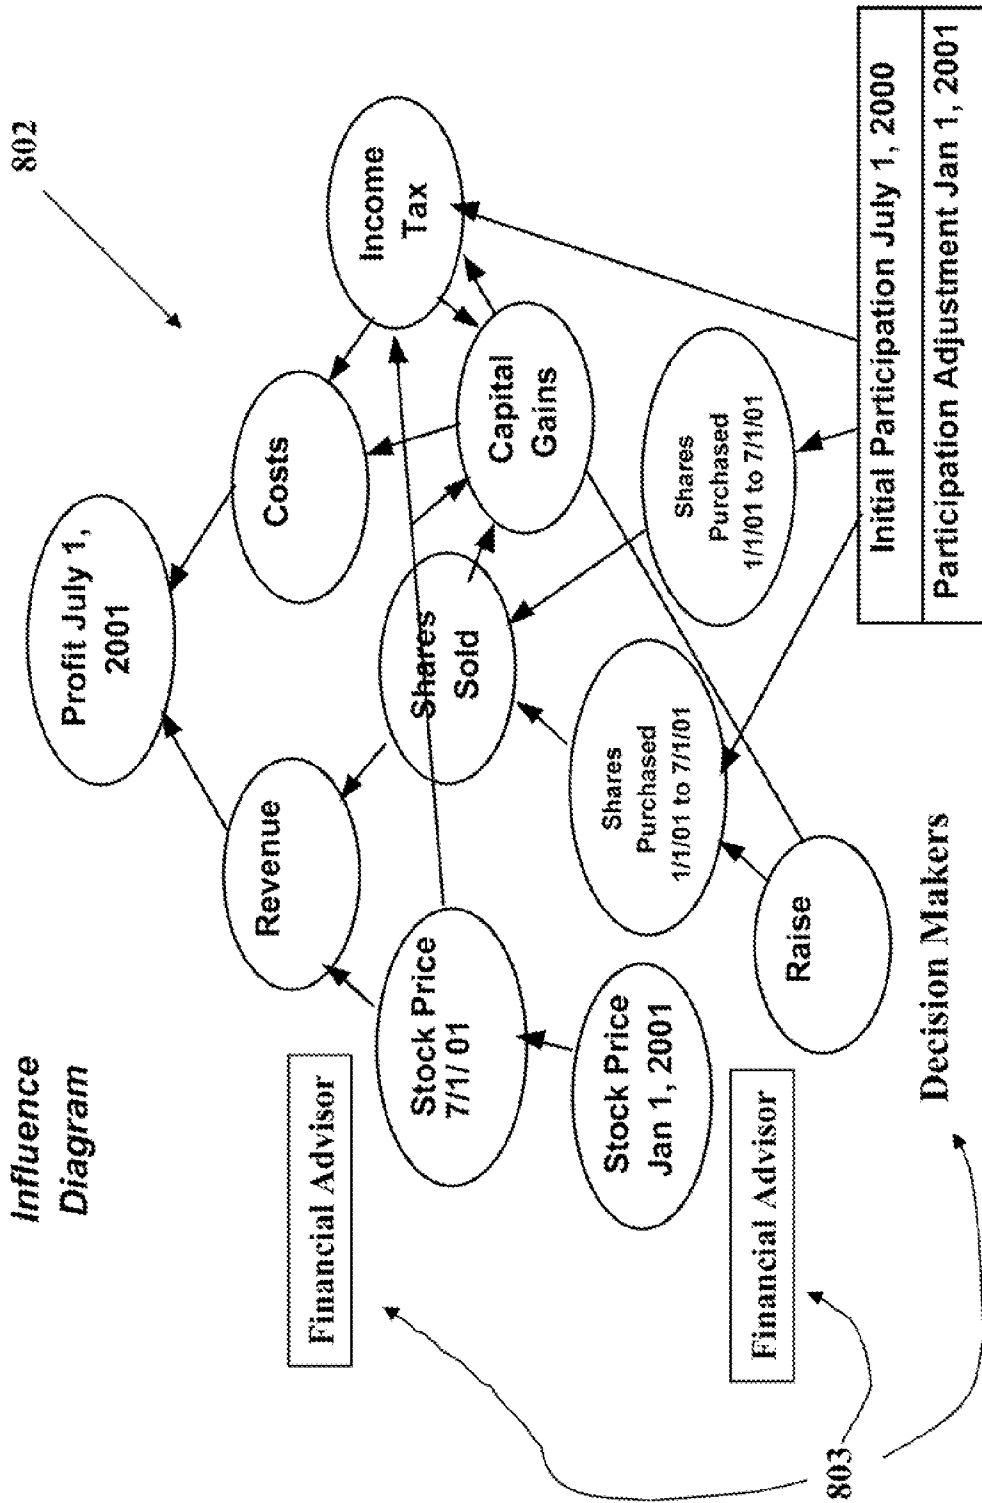 Influence
Diagram
802
Profit July 1,
2001
Financial Advisor
Revenue
Costs
Income
Tax
Stock Price
7/1/ 01
Shares
Sold
Capital
Gains
Stock Price
Jan 1, 2001
Shares
Purchased
1/1/01 to 7/1/01
Shares
Purchased
1/1/01 to 7/1/01
Financial Advisor
Raise
Initial Participation July 1, 2000
Participation Adjustment Jan 1, 2001
Decision Makers
803